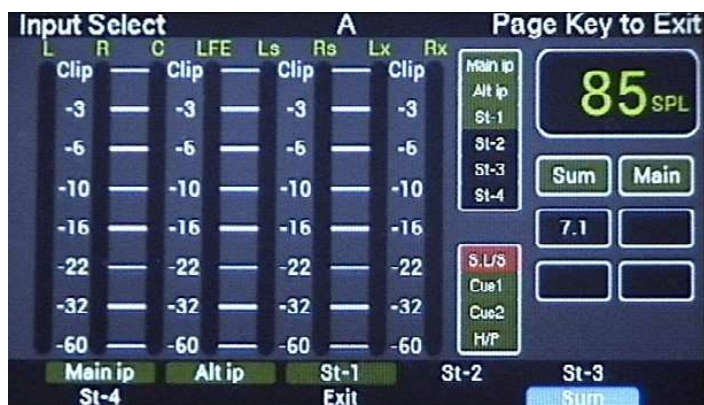 Input Select A Page Key to Exit
L R C LFE Ls Rs Lx Rx
Clip Clip Clip Clip
-3 -3 -3 -3
-6 -6 -6 -6
-10 -10 -10 -10
-16 -16 -16 -16
-22 -22 -22 -22
-32 -32 -32 -32
-60 -60 -60 -60
Main ip
Alt ip
St-1
St-2
St-3
St-4
S.L/S
Cue1
Cue2
H/P
85 SPL
Sum Main
7.1
Main ip Alt ip St-1 St-2 St-3
St-4 Exit Sum